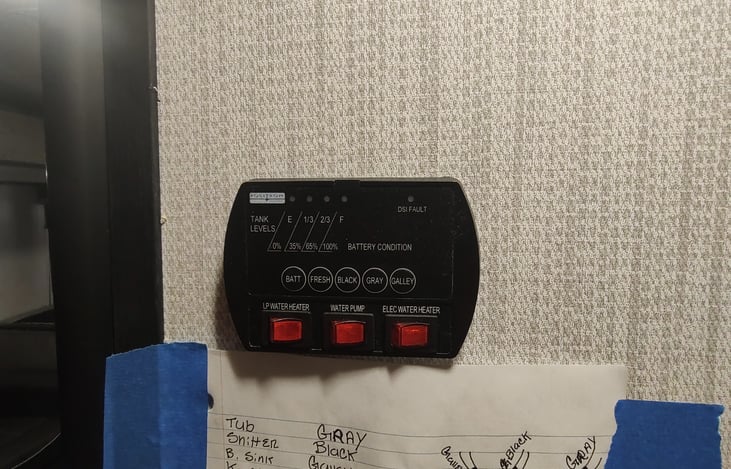 DSI FAULT
TANK LEVELS E 1/3 2/3 F
0% 35% 65% 100% BATTERY CONDITION
BATT FRESH BLACK GRAY GALLEY
LP WATER HEATER WATER PUMP ELEC WATER HEATER
Tub GRAY
SHITTER Black
B. SINK
Black
GRAY